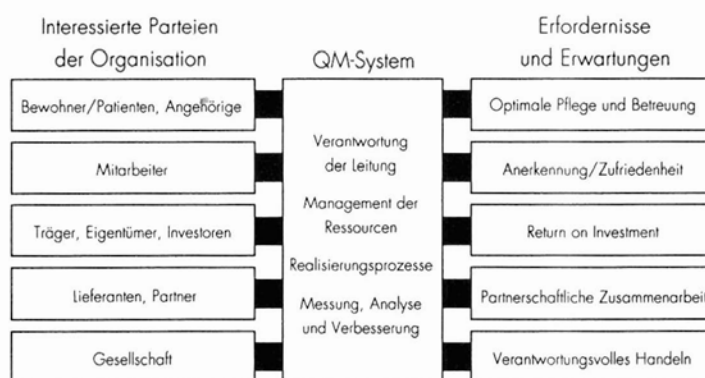 Interessierte Parteien
der Organisation
QM-System
Erfordernisse
und Erwartungen
Bewohner/Patienten, Angehörige
Mitarbeiter
Träger, Eigentümer, Investoren
Lieferanten, Partner
Gesellschaft
Verantwortung
der Leitung
Management der
Ressourcen
Realisierungsprozesse
Messung, Analyse
und Verbesserung
Optimale Pflege und Betreuung
Anerkennung/Zufriedenheit
Return on Investment
Partnerschaftliche Zusammenarbeit
Verantwortungsvolles Handeln